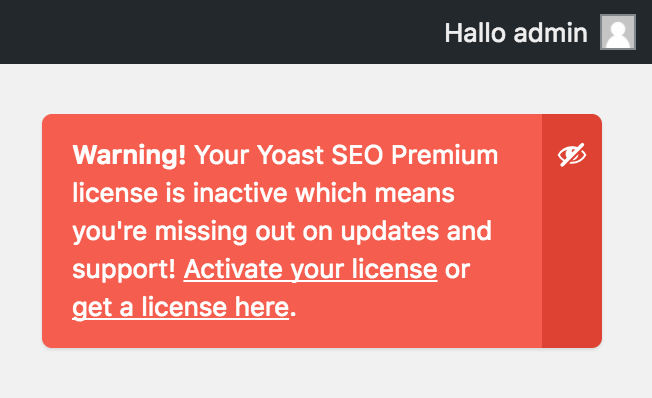 Hallo admin
Warning! Your Yoast SEO Premium
license is inactive which means
you're missing out on updates and
support! Activate your license or
get a license here.